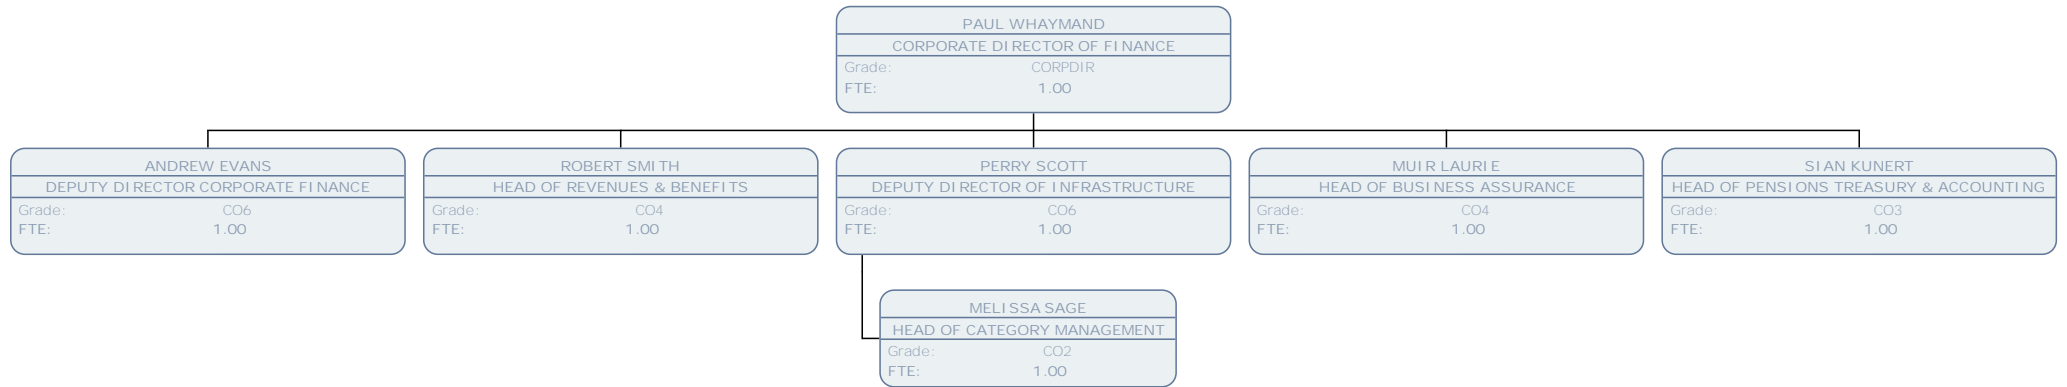 PAUL WHAYMAND
CORPORATE DIRECTOR OF FINANCE
Grade: CORPDIR
FTE: 1.00
ANDREW EVANS
DEPUTY DIRECTOR CORPORATE FINANCE
Grade: CO6
FTE: 1.00
ROBERT SMITH
HEAD OF REVENUES & BENEFITS
Grade: CO4
FTE: 1.00
PERRY SCOTT
DEPUTY DIRECTOR OF INFRASTRUCTURE
Grade: CO6
FTE: 1.00
MUIR LAURIE
HEAD OF BUSINESS ASSURANCE
Grade: CO4
FTE: 1.00
SIAN KUNERT
HEAD OF PENSIONS TREASURY & ACCOUNTING
Grade: CO3
FTE: 1.00
MELISSA SAGE
HEAD OF CATEGORY MANAGEMENT
Grade: CO2
FTE: 1.00